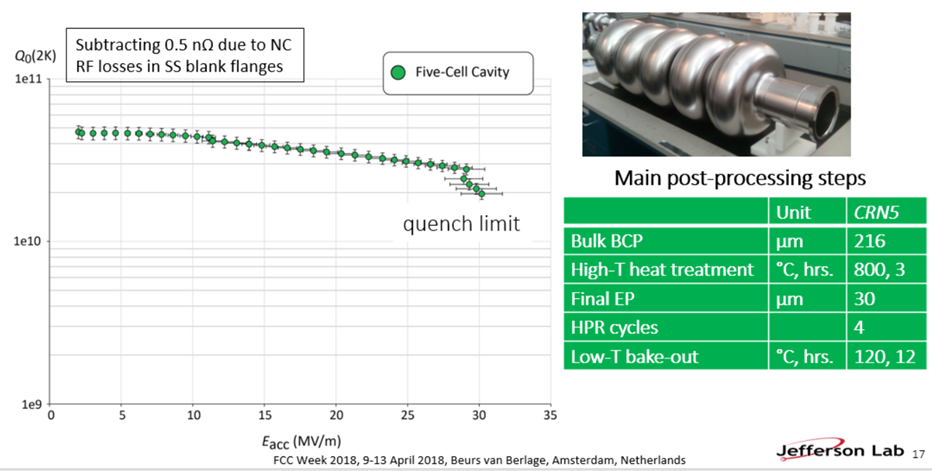 Subtracting 0.5 nΩ due to NC
RF losses in SS blank flanges
Q0(2K)
Five-Cell Cavity
1e11
1e10
1e9
quench limit
0 5 10 15 20 25 30 35
Eacc (MV/m)
Main post-processing steps
Unit CRN5
Bulk BCP µm 216
High-T heat treatment °C, hrs. 800, 3
Final EP µm 30
HPR cycles 4
Low-T bake-out °C, hrs. 120, 12
FCC Week 2018, 9-13 April 2018, Beurs van Berlage, Amsterdam, Netherlands
Jefferson Lab 17